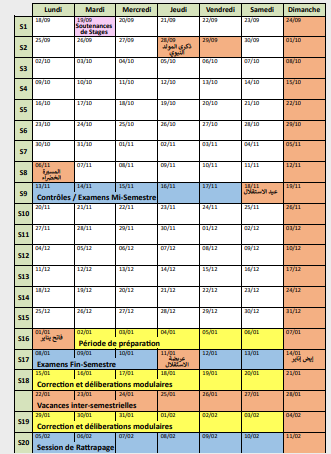 Lundi Mardi Mercredi Jeudi Vendredi Samedi Dimanche
S1 18/09 19/09 20/09 21/09 22/09 23/09 24/09
Soutenances
de Stages
S2 25/09 26/09 27/09 28/09 29/09 30/09 01/10
ذكرى المولد
النبوي
S3 02/10 03/10 04/10 05/10 06/10 07/10 08/10
S4 09/10 10/10 11/10 12/10 13/10 14/10 15/10
S5 16/10 17/10 18/10 19/10 20/10 21/10 22/10
S6 23/10 24/10 25/10 26/10 27/10 28/10 29/10
S7 30/10 31/10 01/11 02/11 03/11 04/11 05/11
S8 06/11 07/11 08/11 09/11 10/11 11/11 12/11
المسيرة
الخضراء
S9 13/11 14/11 15/11 16/11 17/11 18/11 19/11
Contrôles / Examens Mi-Semestre عيد الاستقلال
S10 20/11 21/11 22/11 23/11 24/11 25/11 26/11
S11 27/11 28/11 29/11 30/11 01/12 02/12 03/12
S12 04/12 05/12 06/12 07/12 08/12 09/12 10/12
S13 11/12 12/12 13/12 14/12 15/12 16/12 17/12
S14 18/12 19/12 20/12 21/12 22/12 23/12 24/12
S15 25/12 26/12 27/12 28/12 29/12 30/12 31/12
S16 01/01 02/01 03/01 04/01 05/01 06/01 07/01
فاتح يناير Période de préparation
S17 08/01 09/01 10/01 11/01 12/01 13/01 14/01
Examens Fin-Semestre عريضة إيض إناير
الاستقلال
S18 15/01 16/01 17/01 18/01 19/01 20/01 21/01
Correction et déliberations modulaires
22/01 23/01 24/01 25/01 26/01 27/01 28/01
Vacances inter-semestrielles
S19 29/01 30/01 31/01 01/02 02/02 03/02 04/02
Correction et déliberations modulaires
S20 05/02 06/02 07/02 08/02 09/02 10/02 11/02
Session de Rattrapage